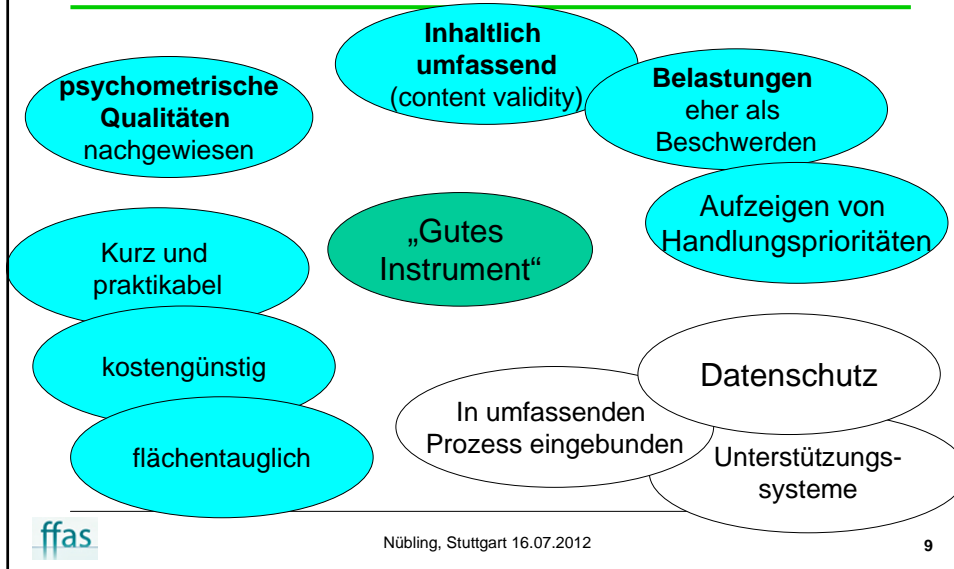 Inhaltlich
umfassend
(content validity)
psychometrische
Qualitäten
nachgewiesen
Belastungen
eher als
Beschwerden
Aufzeigen von
Handlungsprioritäten
„Gutes
Instrument“
Kurz und
praktikabel
kostengünstig
flächentauglich
Datenschutz
In umfassenden
Prozess eingebunden
Unterstützungs-
systeme
ffas
Nübling, Stuttgart 16.07.2012
9